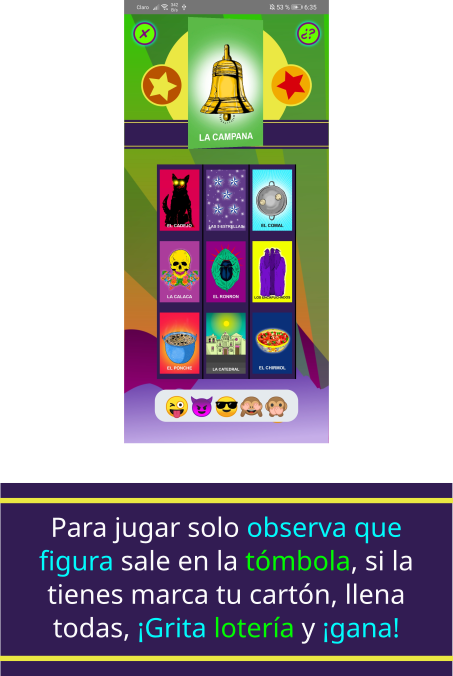 Claro 53 % 6:35
X ¿?
LA CAMPANA
EL CADEJO LAS 5 ESTRELLAS EL COMAL
LA CALACA EL RONRON LOS ENCAPUCHADOS
EL PONCHE LA CATEDRAL EL CHIRMOL
Para jugar solo observa que
figura sale en la tómbola, si la
tienes marca tu cartón, llena
todas, ¡Grita lotería y ¡gana!